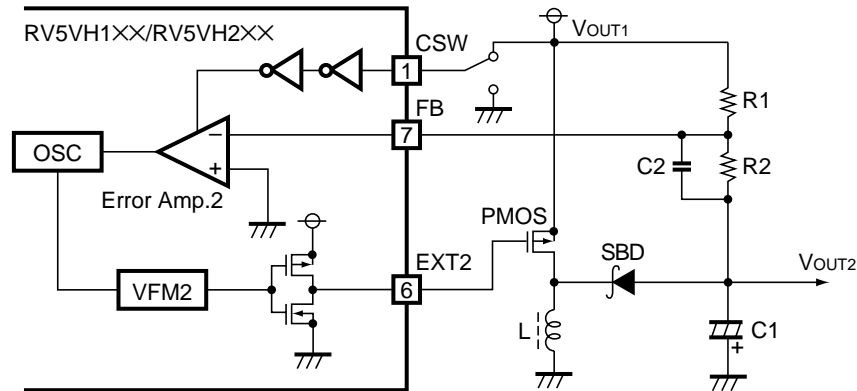 RV5VH1××/RV5VH2××
CSW
1
VOUT1
R1
FB
7
−
+
OSC
C2
R2
Error Amp.2
PMOS
EXT2
SBD
VOUT2
VFM2
6
L
C1
+